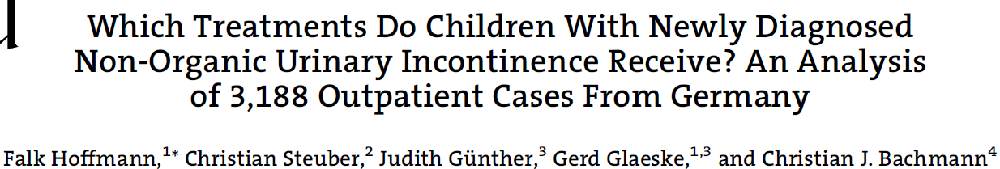 Which Treatments Do Children With Newly Diagnosed
Non-Organic Urinary Incontinence Receive? An Analysis
of 3,188 Outpatient Cases From Germany
Falk Hoffmann,¹* Christian Steuber,² Judith Günther,³ Gerd Glaeske,¹,³ and Christian J. Bachmann⁴